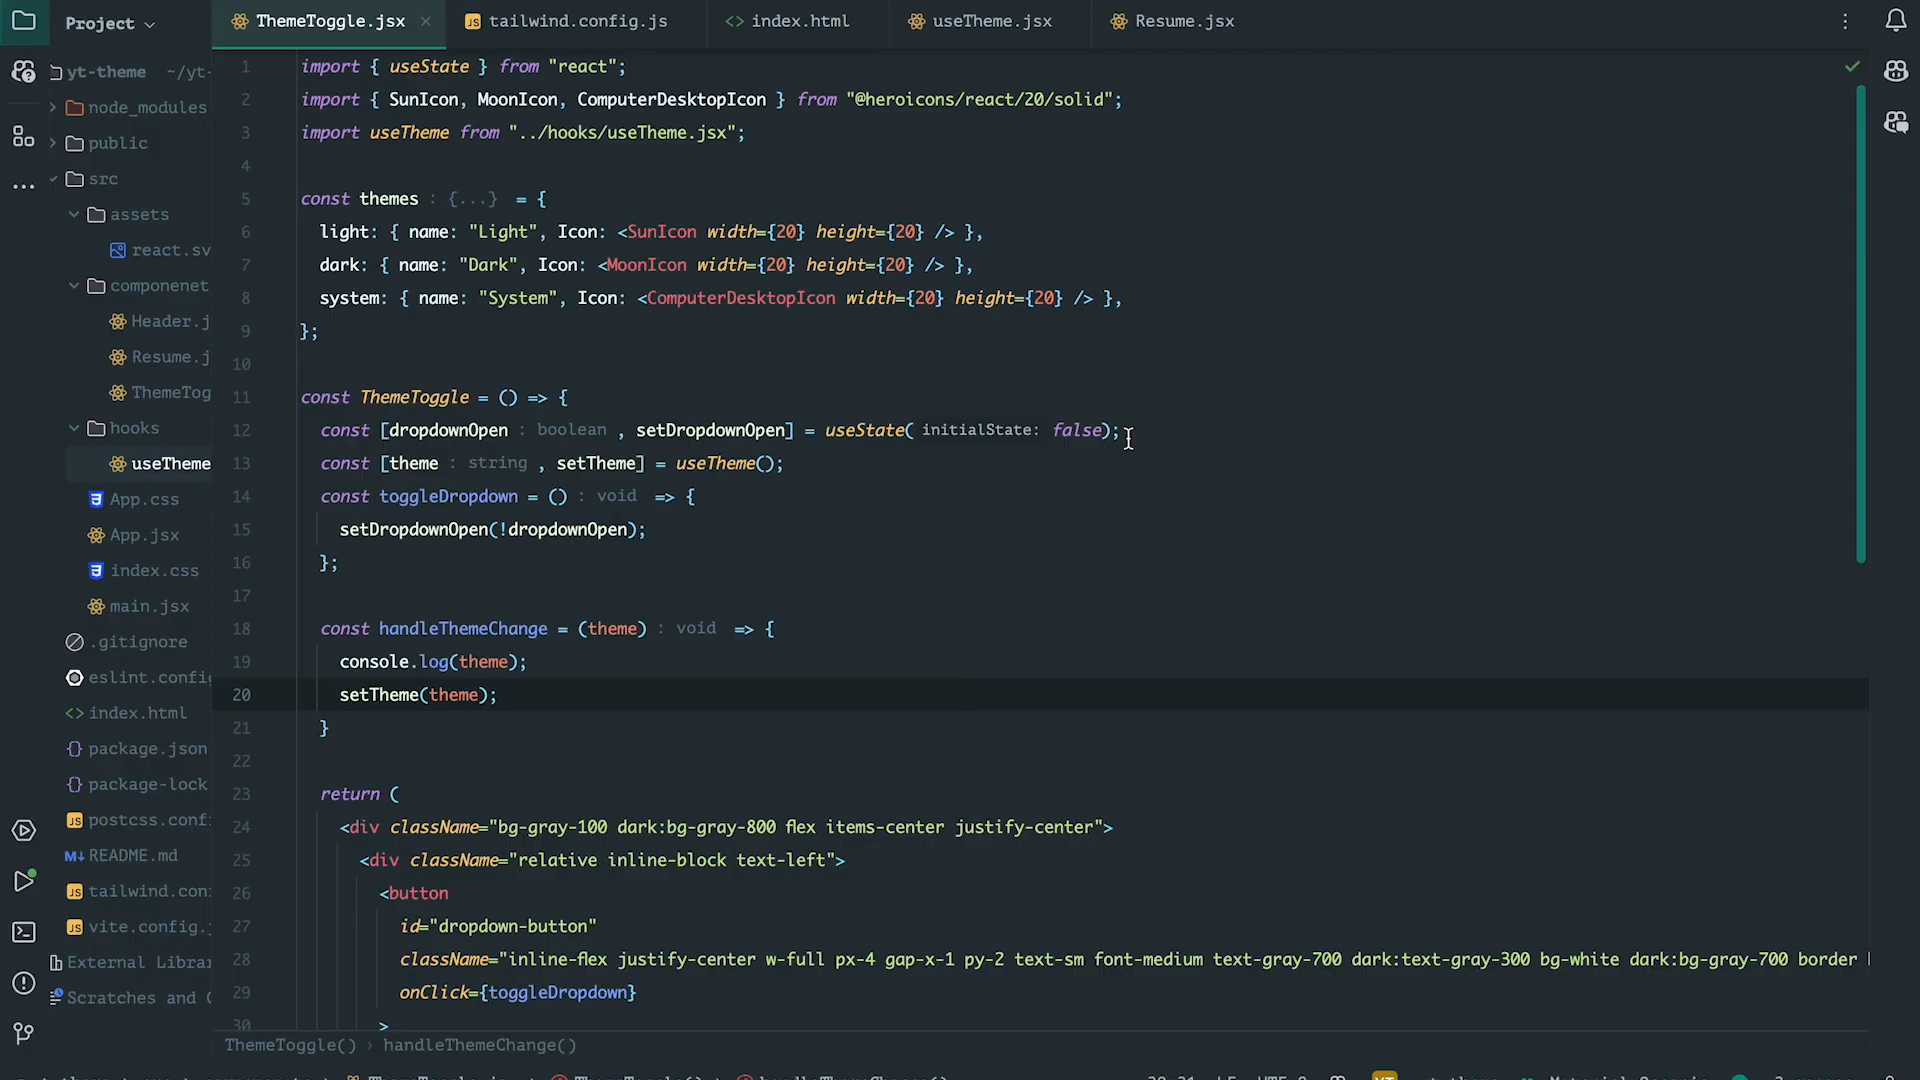 Project
ThemeToggle.jsx
tailwind.config.js
index.html
useTheme.jsx
Resume.jsx
yt-theme ~/yt-
node_modules
public
src
assets
react.sv
componenet
Header.j
Resume.j
ThemeTog
hooks
useTheme
App.css
App.jsx
index.css
main.jsx
.gitignore
eslint.config
index.html
package.json
package-lock
postcss.conf
README.md
tailwind.con
vite.config.j
External Librar
Scratches and C
1 import { useState } from "react";
2 import { SunIcon, MoonIcon, ComputerDesktopIcon } from "@heroicons/react/20/solid";
3 import useTheme from "../hooks/useTheme.jsx";
4
5 const themes : {...} = {
6 light: { name: "Light", Icon: <SunIcon width={20} height={20} /> },
7 dark: { name: "Dark", Icon: <MoonIcon width={20} height={20} /> },
8 system: { name: "System", Icon: <ComputerDesktopIcon width={20} height={20} /> },
9 };
10
11 const ThemeToggle = () => {
12 const [dropdownOpen : boolean , setDropdownOpen] = useState( initialState: false);
13 const [theme : string , setTheme] = useTheme();
14 const toggleDropdown = () : void => {
15 setDropdownOpen(!dropdownOpen);
16 };
17
18 const handleThemeChange = (theme) : void => {
19 console.log(theme);
20 setTheme(theme);
21 }
22
23 return (
24 <div className="bg-gray-100 dark:bg-gray-800 flex items-center justify-center">
25 <div className="relative inline-block text-left">
26 <button
27 id="dropdown-button"
28 className="inline-flex justify-center w-full px-4 gap-x-1 py-2 text-sm font-medium text-gray-700 dark:text-gray-300 bg-white dark:bg-gray-700 border
29 onClick={toggleDropdown}
30 >
ThemeToggle() › handleThemeChange()